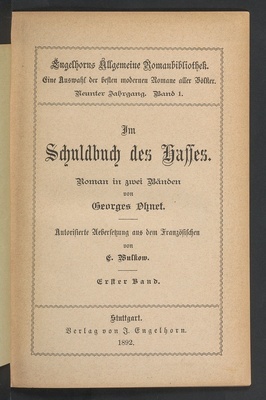 Engelhorns Allgemeine Romanbibliothek.
Eine Auswahl der besten modernen Romane aller Völker.
Neunter Jahrgang. Band 1.
Im
Schuldbuch des Hasses.
Roman in zwei Bänden
von
Georges Ohnet.
Autorisierte Uebersetzung aus dem Französischen
von
E. Wulkow.
Erster Band.
Stuttgart.
Verlag von J. Engelhorn.
1892.